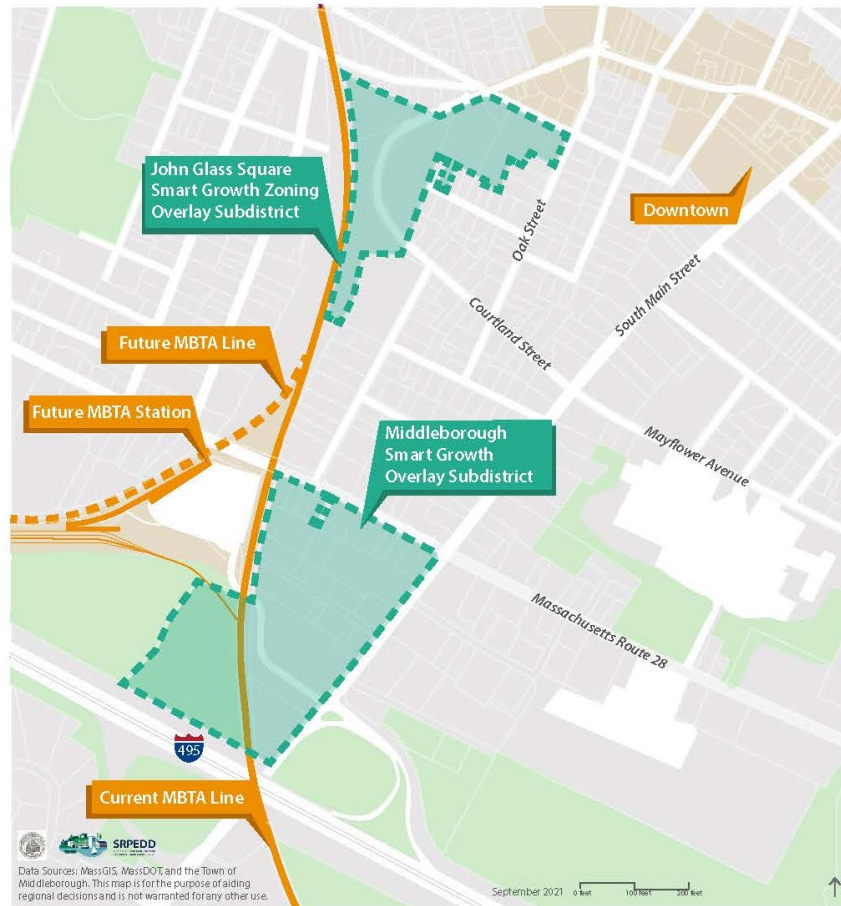 John Glass Square
Smart Growth Zoning
Overlay Subdistrict
Downtown
Oak Street
South Main Street
Courtland Street
Future MBTA Line
Future MBTA Station
Middleborough
Smart Growth
Overlay Subdistrict
Mayflower Avenue
Massachusetts Route 28
495
Current MBTA Line
SRPEDD
Data Sources: MassGIS, MassDOT, and the Town of
Middleborough. This map is for the purpose of aiding
regional decisions and is not warranted for any other use.
September 2021
0 feet 100 feet 200 feet